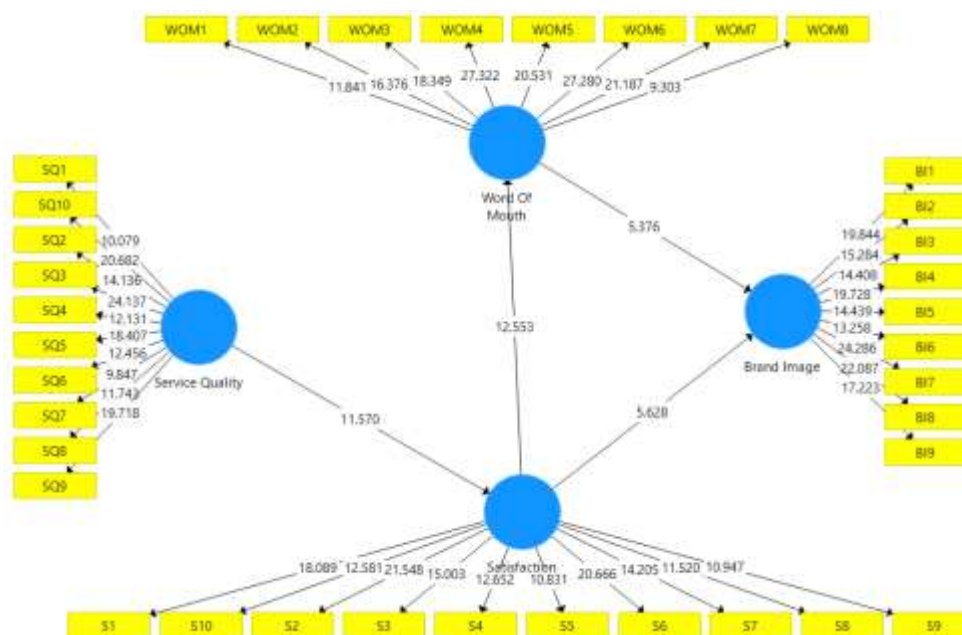 WOM1 WOM2 WOM3 WOM4 WOM5 WOM6 WOM7 WOM8
11.841 16.376 18.349 27.322 20.531 27.280 21.187 9.303
Word Of
Mouth
SQ1
SQ10
SQ2
SQ3
SQ4
SQ5
SQ6
SQ7
SQ8
SQ9
10.079
20.682
14.136
24.137
12.131
18.407
12.456
9.847
11.743
19.718
Service Quality
5.376
12.553
11.570
5.628
BI1
BI2
BI3
BI4
BI5
BI6
BI7
BI8
BI9
19.844
15.284
14.408
19.728
14.439
13.258
24.286
22.087
17.223
Brand Image
Satisfaction
18.089 12.581 21.548 15.003 12.652 10.831 20.666 14.205 11.520 10.947
S1 S10 S2 S3 S4 S5 S6 S7 S8 S9